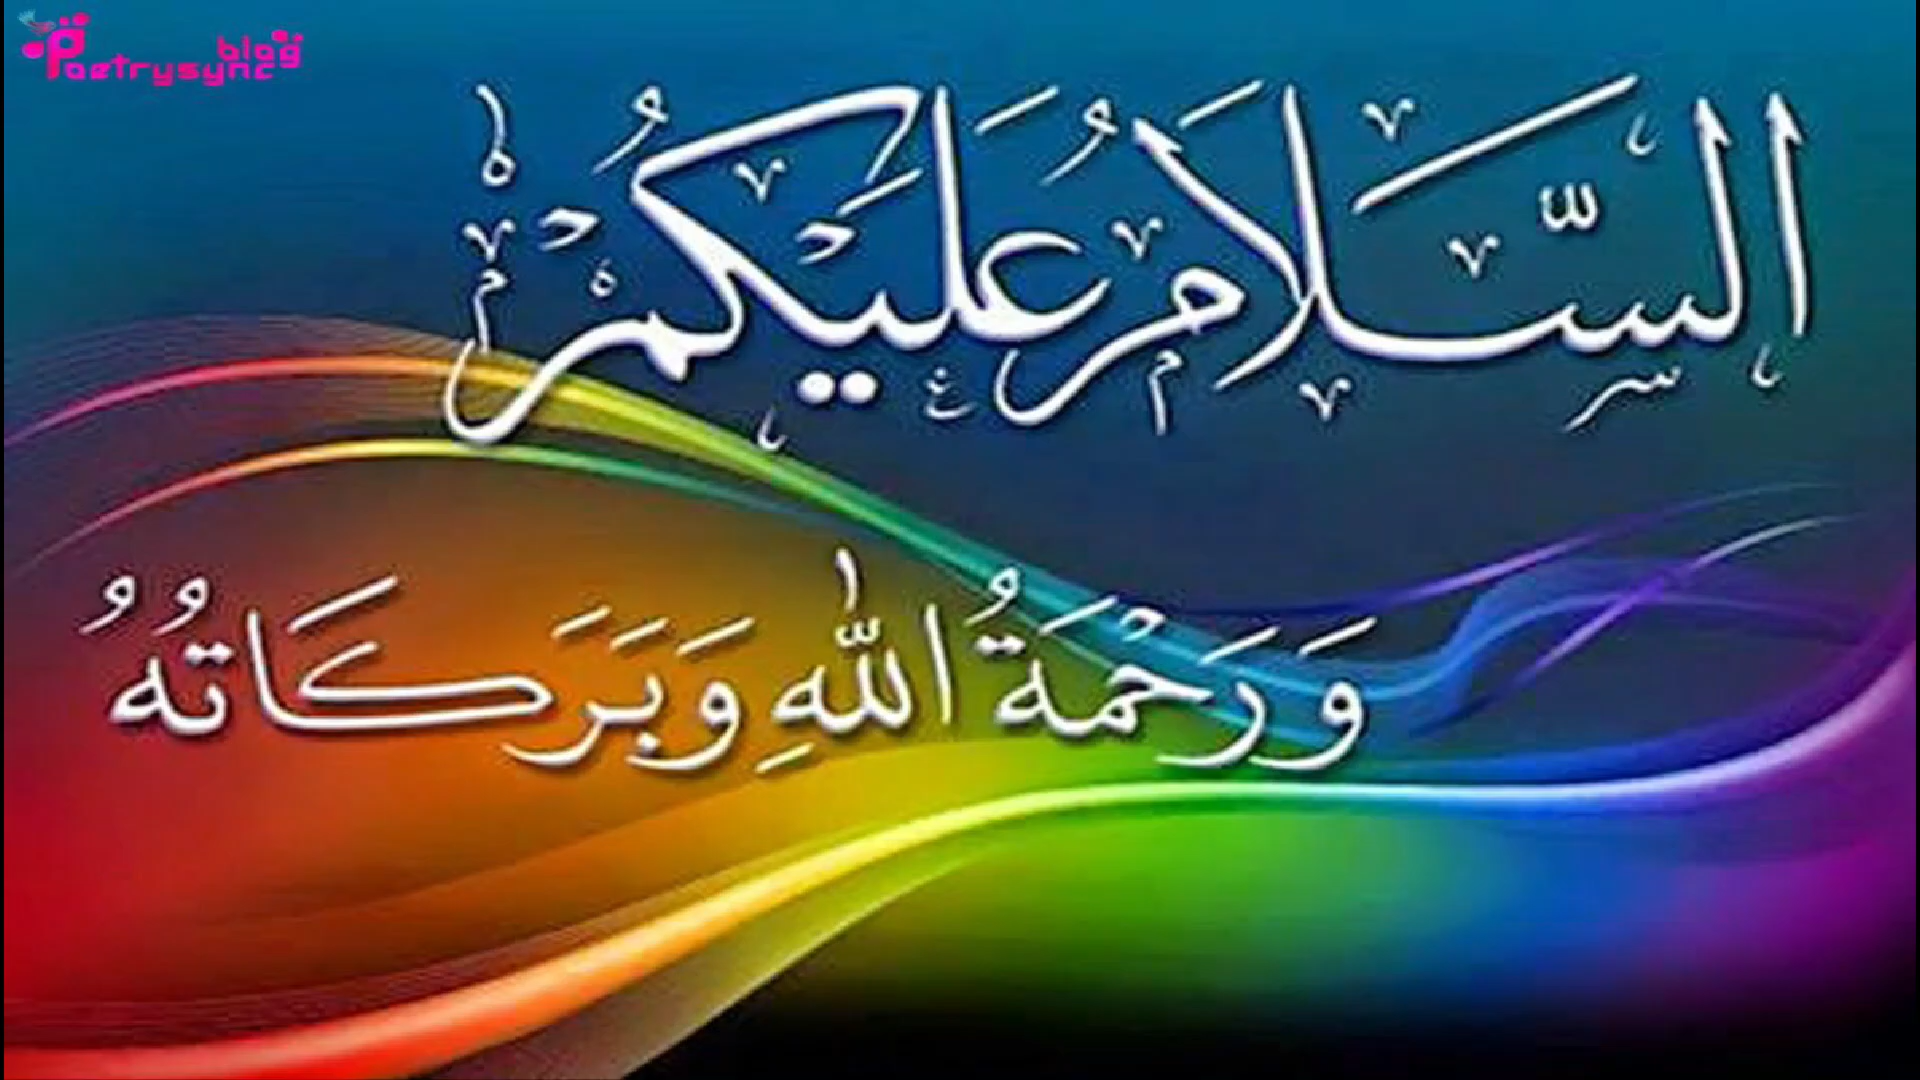 Poetrysync blog
السَّلَامُ عَلَيْكُمْ
وَرَحْمَةُ اللهِ وَبَرَكَاتُهُ